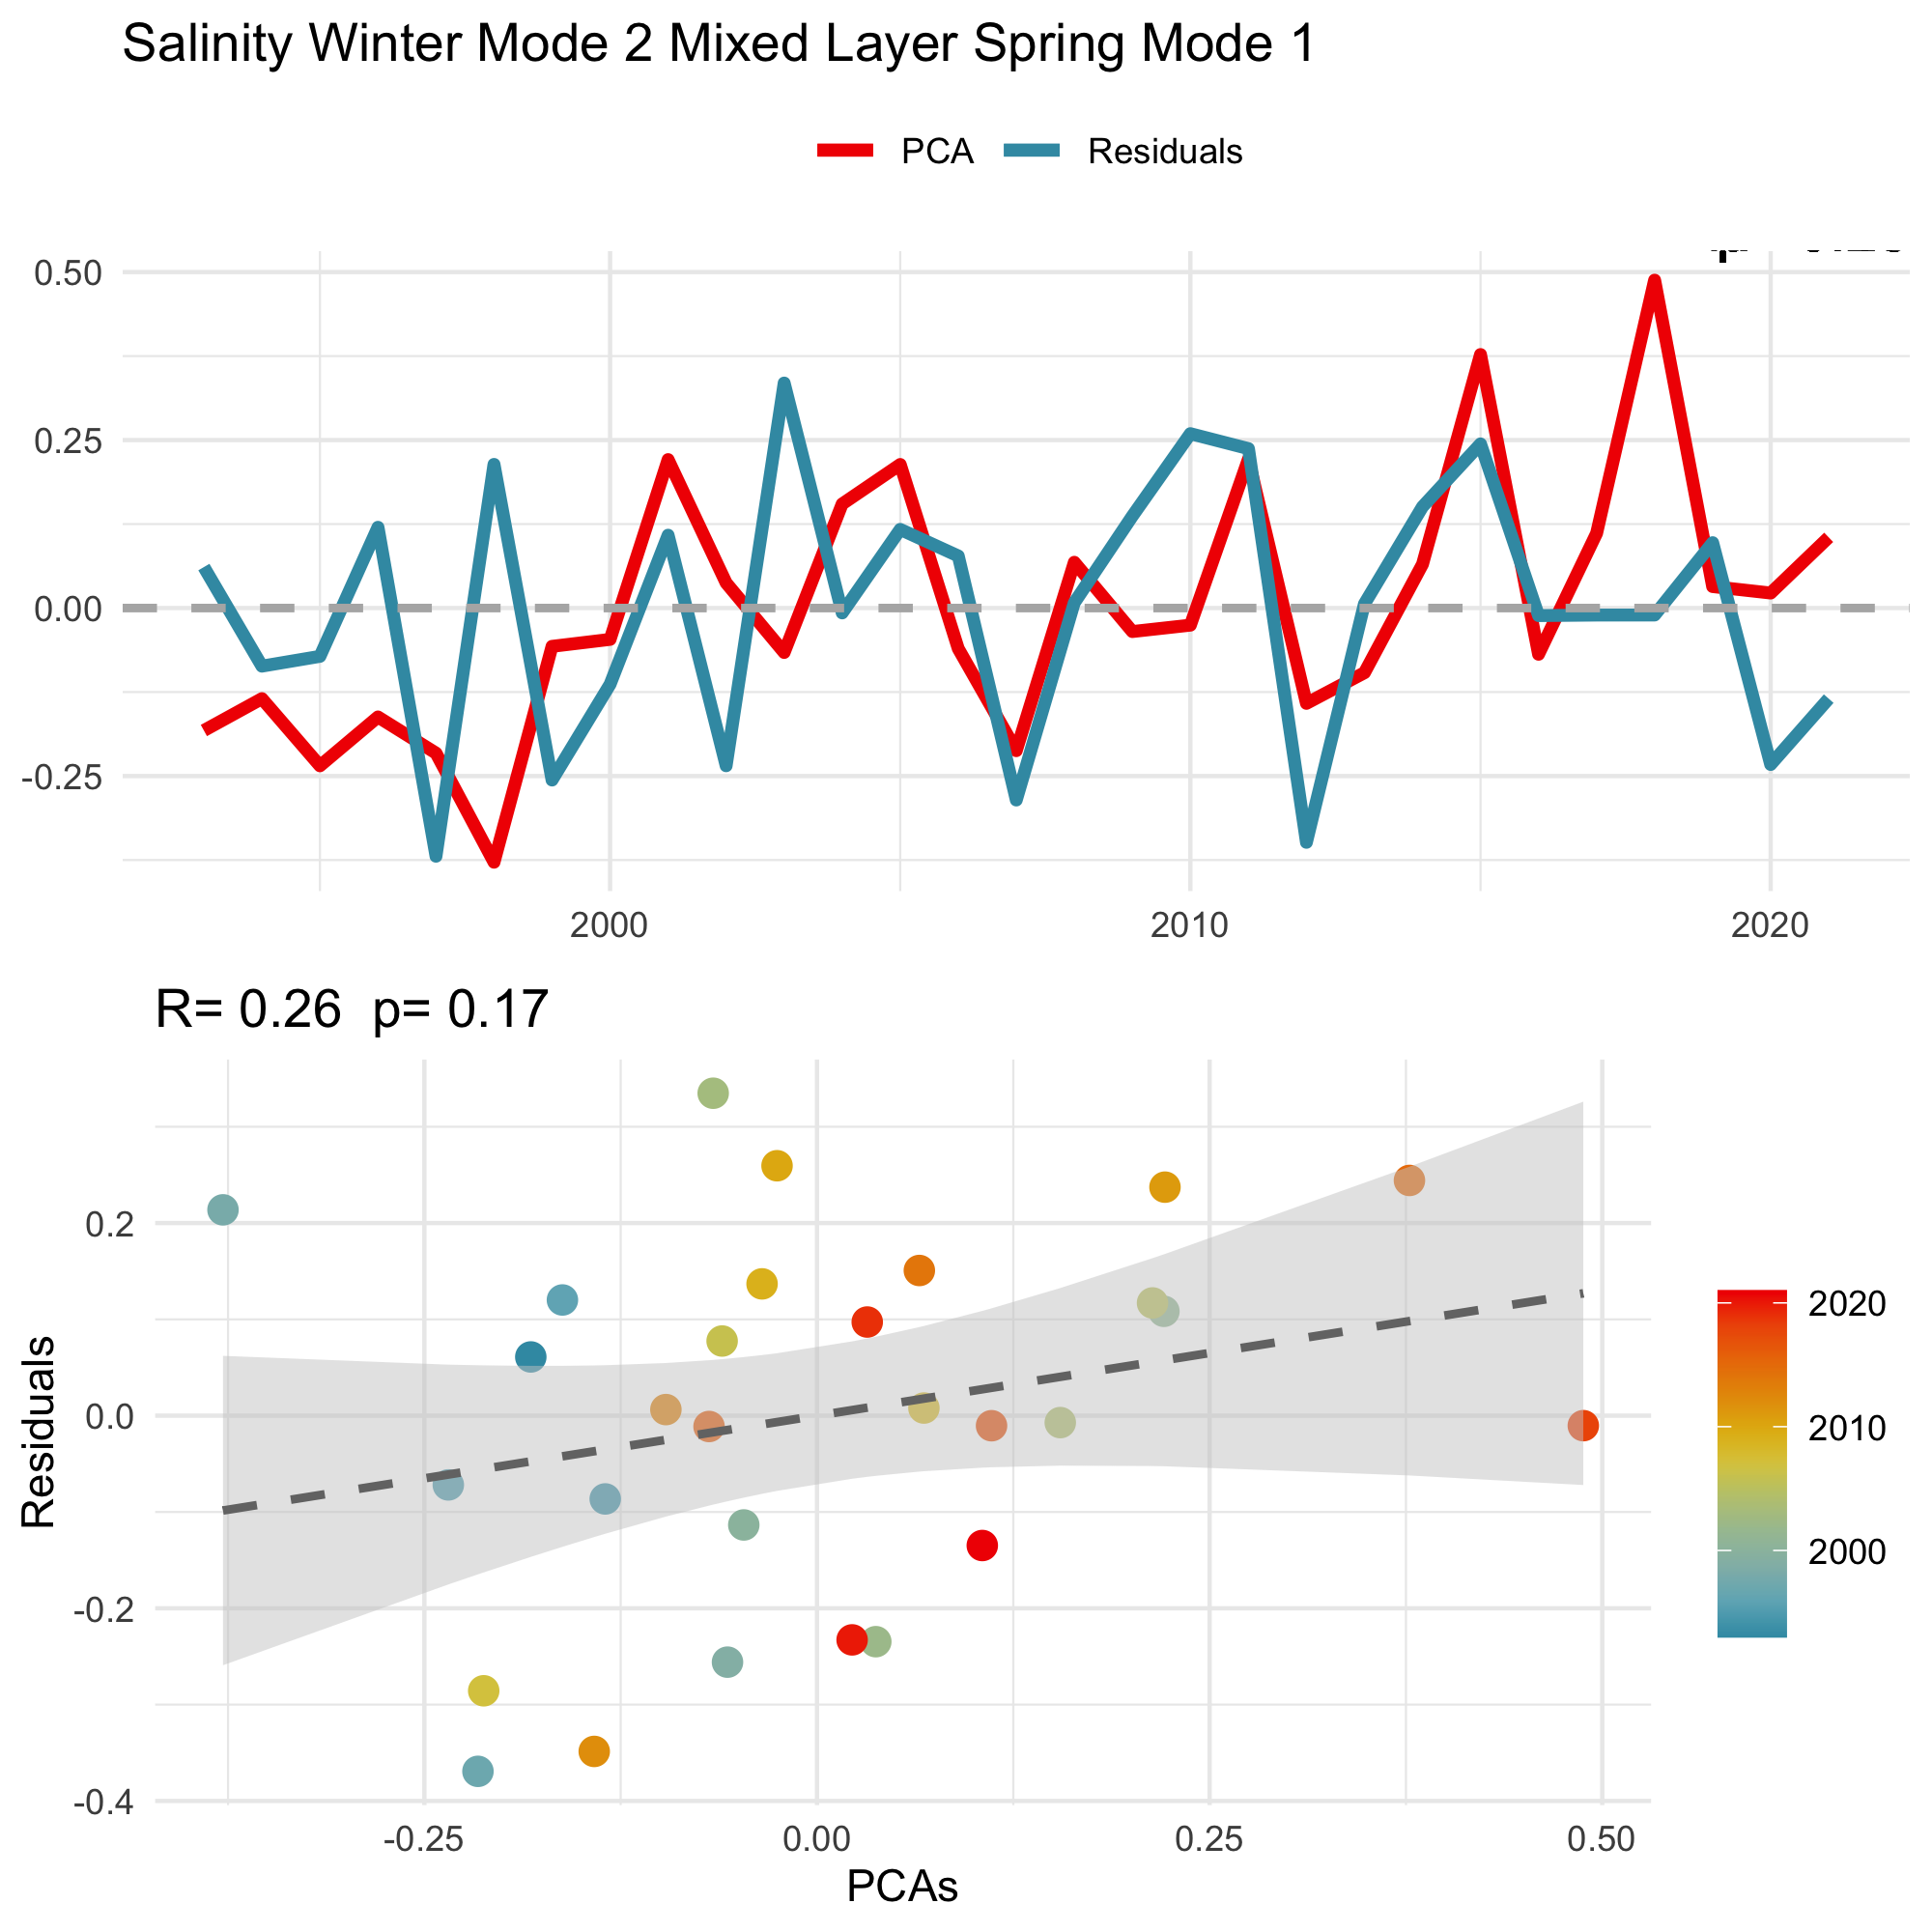 Salinity Winter Mode 2 Mixed Layer Spring Mode 1
PCA Residuals
0.50
0.25
0.00
-0.25
2000 2010 2020
R= 0.26 p= 0.17
Residuals
0.2
0.0
-0.2
-0.4
-0.25 0.00 0.25 0.50
PCAs
2020
2010
2000